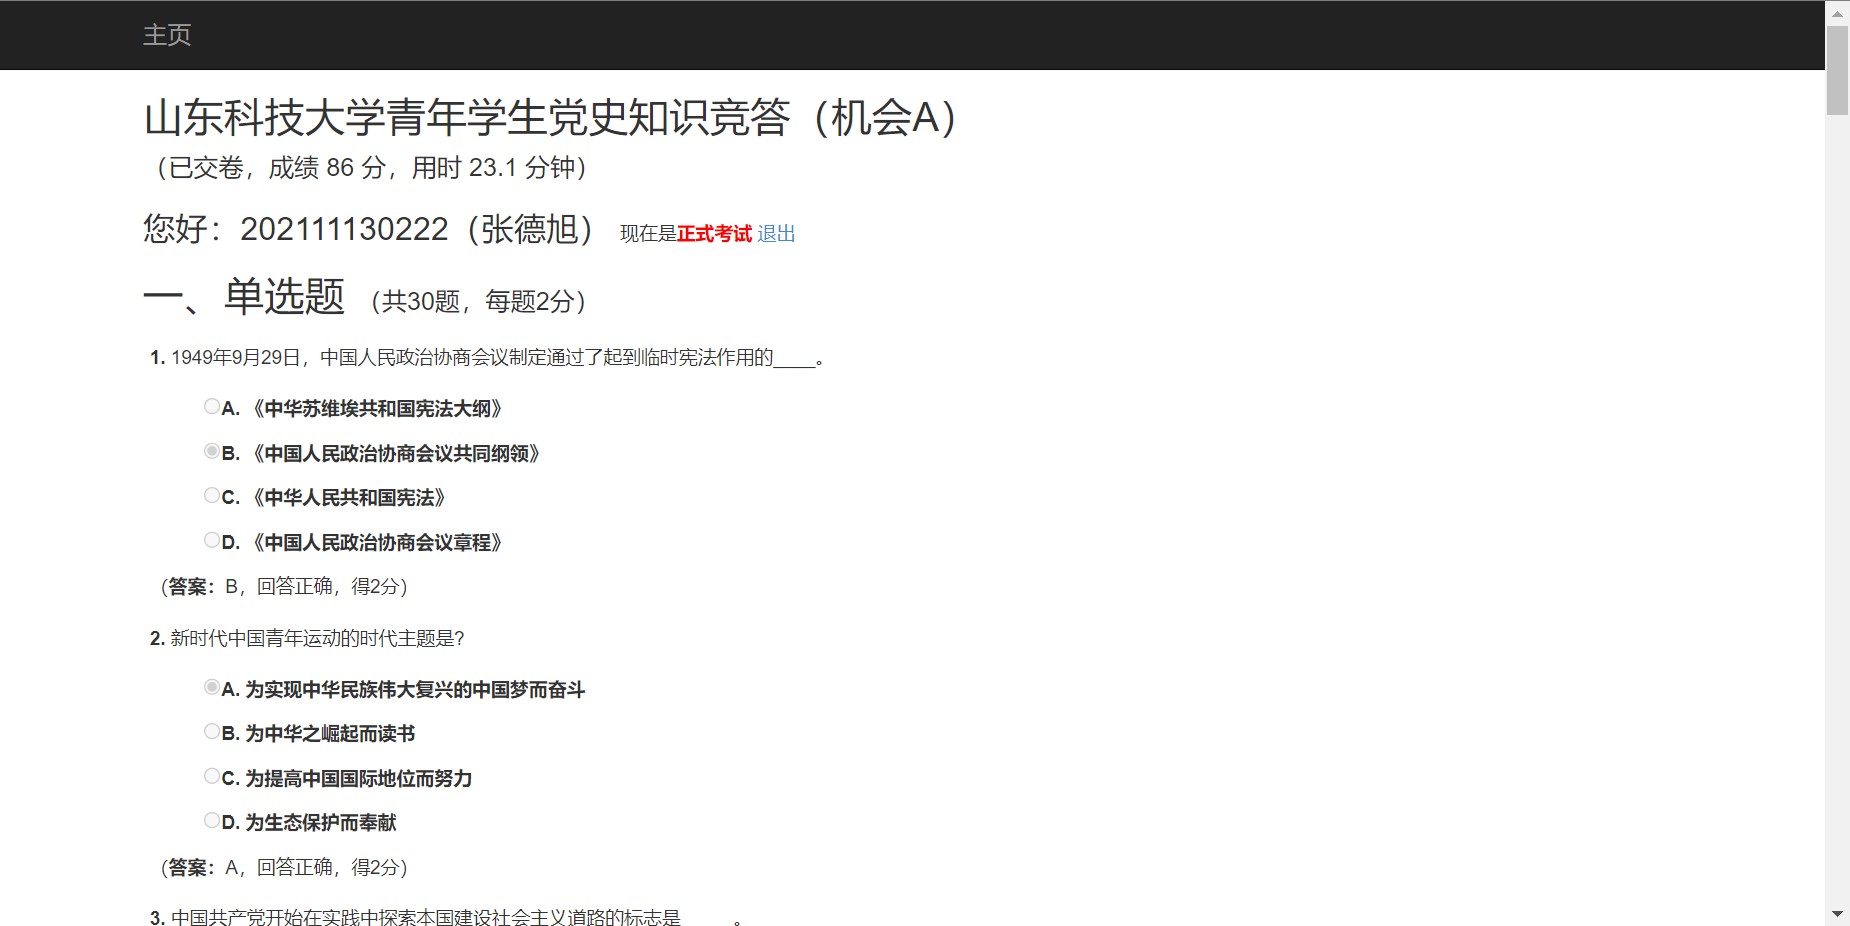 主页
山东科技大学青年学生党史知识竞答（机会A）
（已交卷，成绩 86 分，用时 23.1 分钟）
您好：202111130222（张德旭） 现在是正式考试 退出
一、单选题 （共30题，每题2分）
1. 1949年9月29日，中国人民政治协商会议制定通过了起到临时宪法作用的____。
A. 《中华苏维埃共和国宪法大纲》
B. 《中国人民政治协商会议共同纲领》
C. 《中华人民共和国宪法》
D. 《中国人民政治协商会议章程》
（答案：B，回答正确，得2分）
2. 新时代中国青年运动的时代主题是?
A. 为实现中华民族伟大复兴的中国梦而奋斗
B. 为中华之崛起而读书
C. 为提高中国国际地位而努力
D. 为生态保护而奉献
（答案：A，回答正确，得2分）
3. 中国共产党开始在实践中探索本国建设社会主义道路的标志是_____。